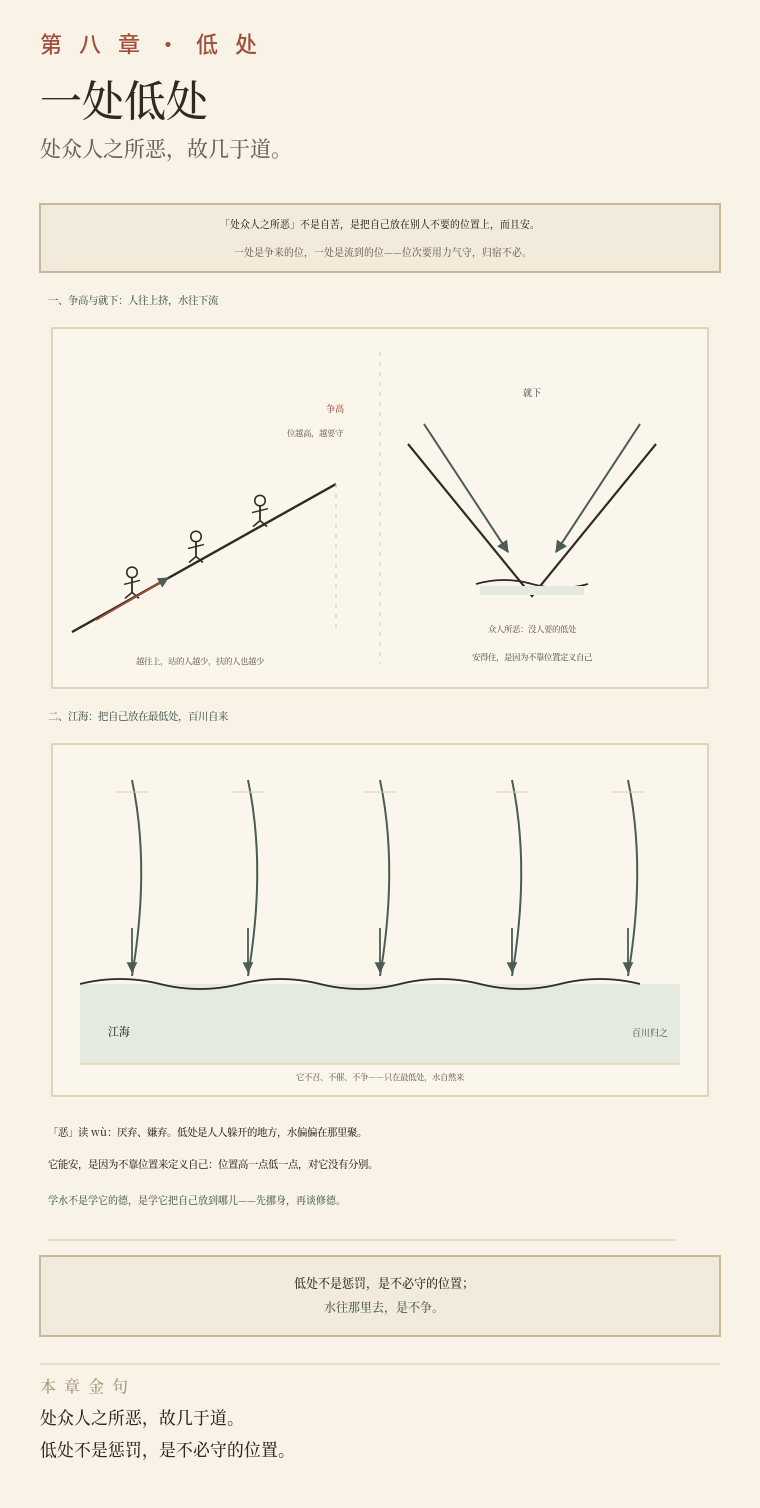 第八章·低处
一处低处
处众人之所恶，故几于道。
「处众人之所恶」不是自苦，是把自己放在别人不要的位置上，而且安。
一处是争来的位，一处是流到的位——位次要用力气守，归宿不必。
一、争高与就下：人往上挤，水往下流
就下
争高
位越高，越要守
众人所恶：没人要的低处
安得住，是因为不靠位置定义自己
越往上，站的人越少，扶的人也越少
二、江海：把自己放在最低处，百川自来
江海
百川归之
它不召、不催、不争——只在最低处，水自然来
「恶」读 wù：厌弃、嫌弃。低处是人人躲开的地方，水偏偏在那里聚。
它能安，是因为不靠位置来定义自己：位置高一点低一点，对它没有分别。
学水不是学它的德，是学它把自己放到哪儿——先挪身，再谈修德。
低处不是惩罚，是不必守的位置；
水往那里去，是不争。
本章金句
处众人之所恶，故几于道。
低处不是惩罚，是不必守的位置。